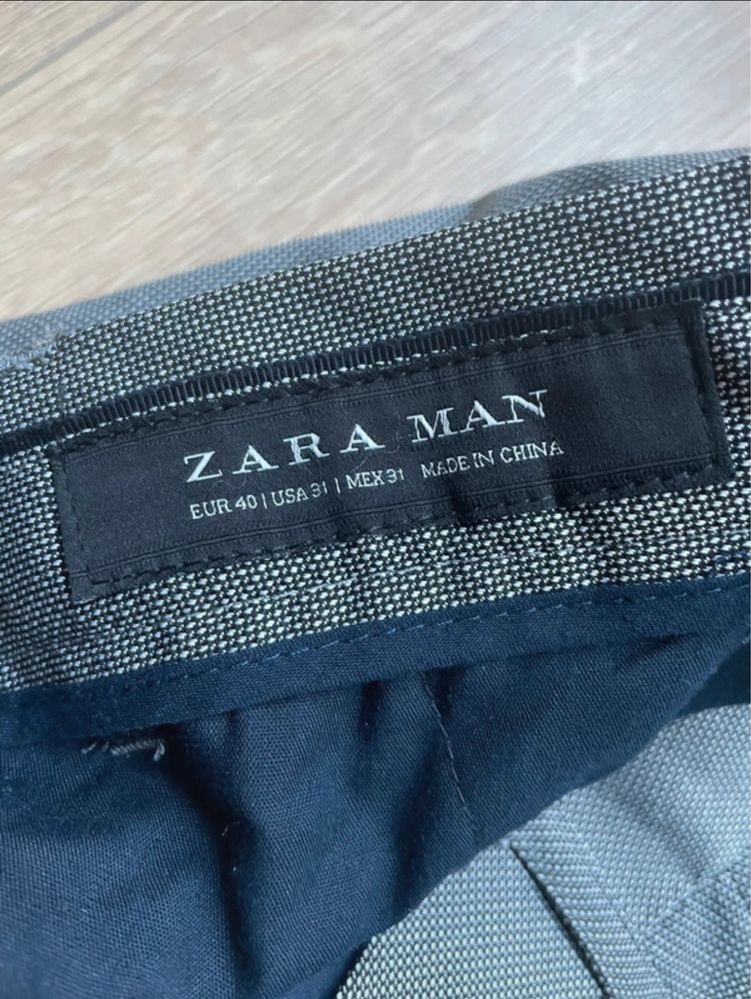 ZARA MAN
EUR 40 | USA 31 | MEX 31 MADE IN CHINA